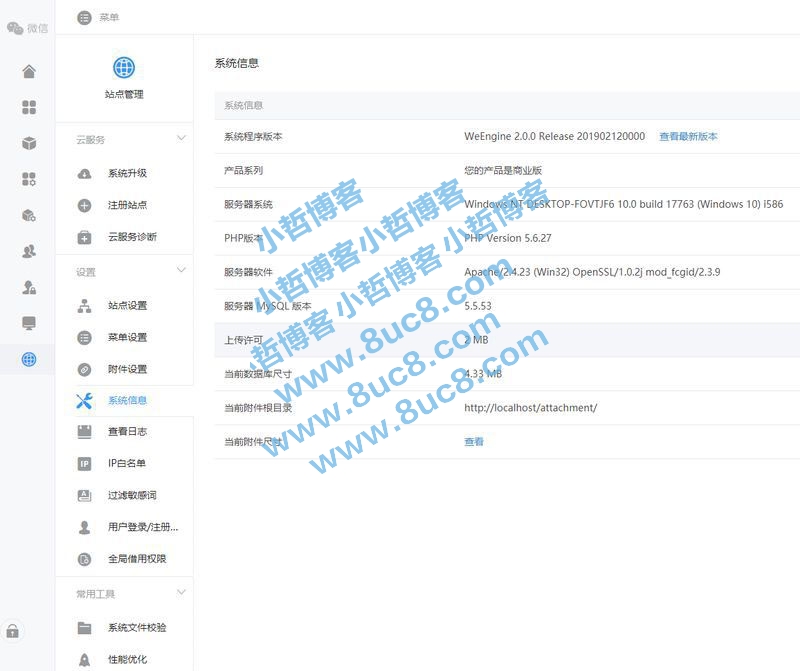 微信
菜单
站点管理
云服务
系统升级
注册站点
云服务诊断
设置
站点设置
菜单设置
附件设置
系统信息
查看日志
IP
IP白名单
过滤敏感词
用户登录/注册...
全局借用权限
常用工具
系统文件校验
性能优化
系统信息
系统信息
系统程序版本 WeEngine 2.0.0 Release 201902120000 查看最新版本
产品系列 您的产品是商业版
服务器系统 Windows NT DESKTOP-FOVTJF6 10.0 build 17763 (Windows 10) i586
PHP版本 PHP Version 5.6.27
服务器软件 Apache/2.4.23 (Win32) OpenSSL/1.0.2j mod_fcgid/2.3.9
服务器 MySQL 版本 5.5.53
上传许可 2 MB
当前数据库尺寸 4.33 MB
当前附件根目录 http://localhost/attachment/
当前附件尺寸 查看
小哲博客
小哲博客 小哲博客
小哲博客 小哲博客 小哲博客
www.8uc8.com
www.8uc8.com
www.8uc8.com